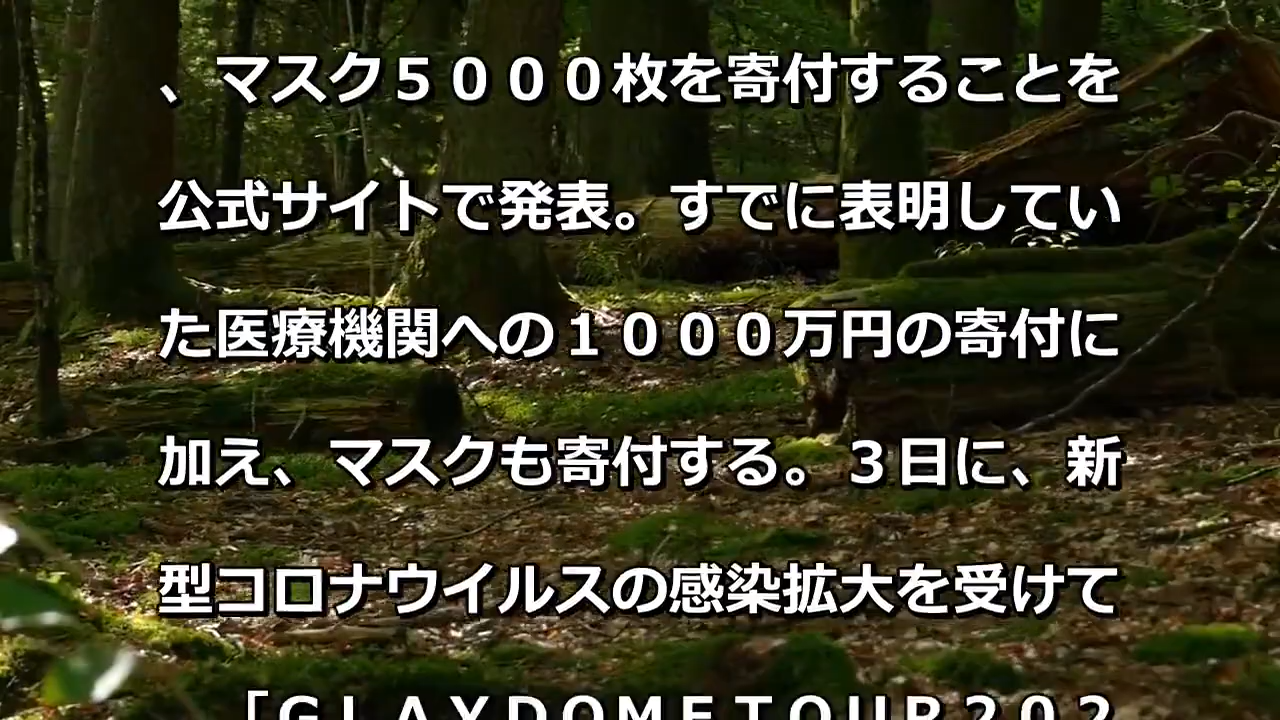 、マスク５０００枚を寄付することを
公式サイトで発表。すでに表明してい
た医療機関への１０００万円の寄付に
加え、マスクも寄付する。３日に、新
型コロナウイルスの感染拡大を受けて
「ＧＬＡＹＤＯＭＥＴＯＵＲ２０２